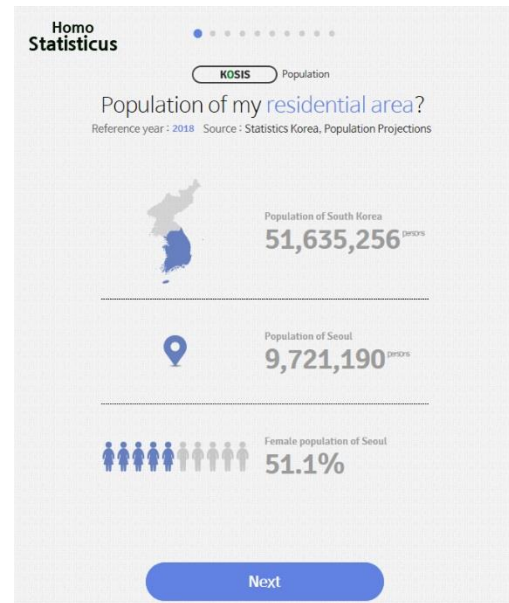 Homo
Statisticus
KOSIS Population
Population of my residential area?
Reference year : 2018 Source : Statistics Korea, Population Projections
Population of South Korea
51,635,256 persons
Population of Seoul
9,721,190 persons
Female population of Seoul
51.1%
Next